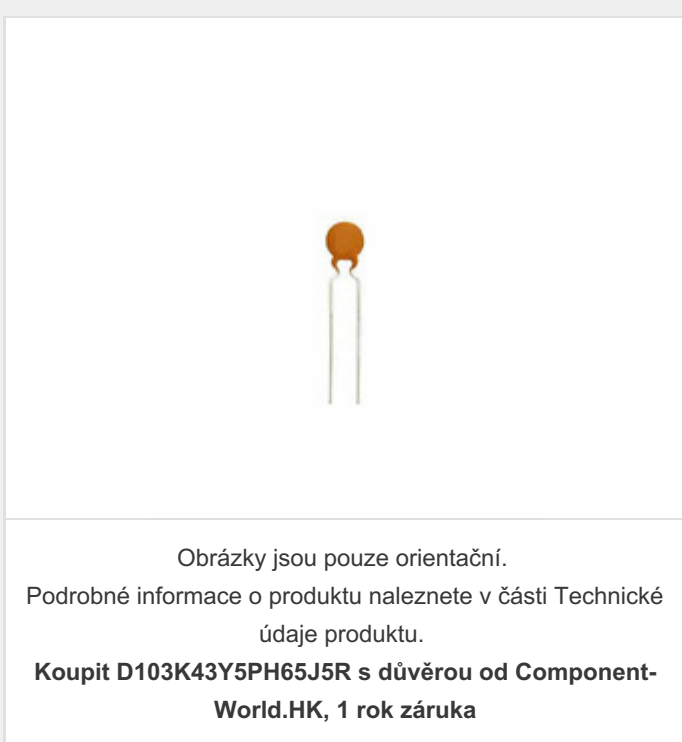 Obrázky jsou pouze orientační.
Podrobné informace o produktu naleznete v části Technické
údaje produktu.
Koupit D103K43Y5PH65J5R s důvěrou od Component-
World.HK, 1 rok záruka